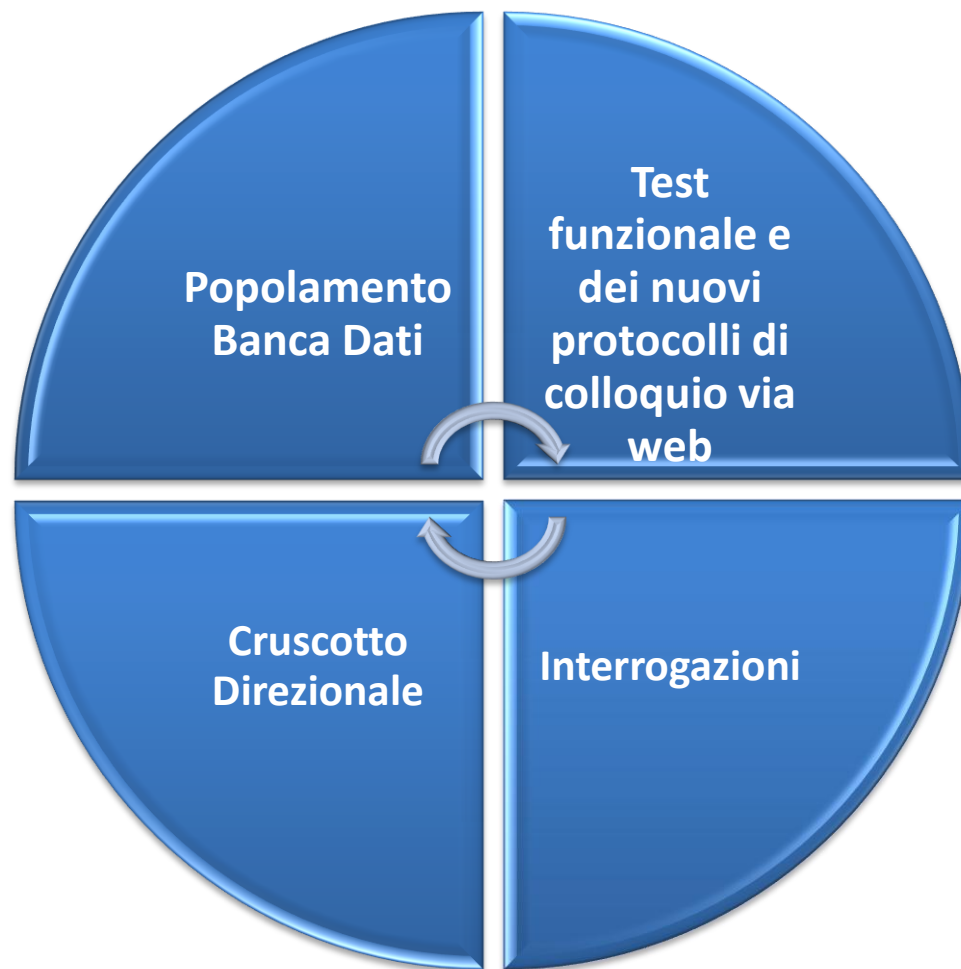 Popolamento
Banca Dati
Test
funzionale e
dei nuovi
protocolli di
colloquio via
web
Cruscotto
Direzionale
Interrogazioni